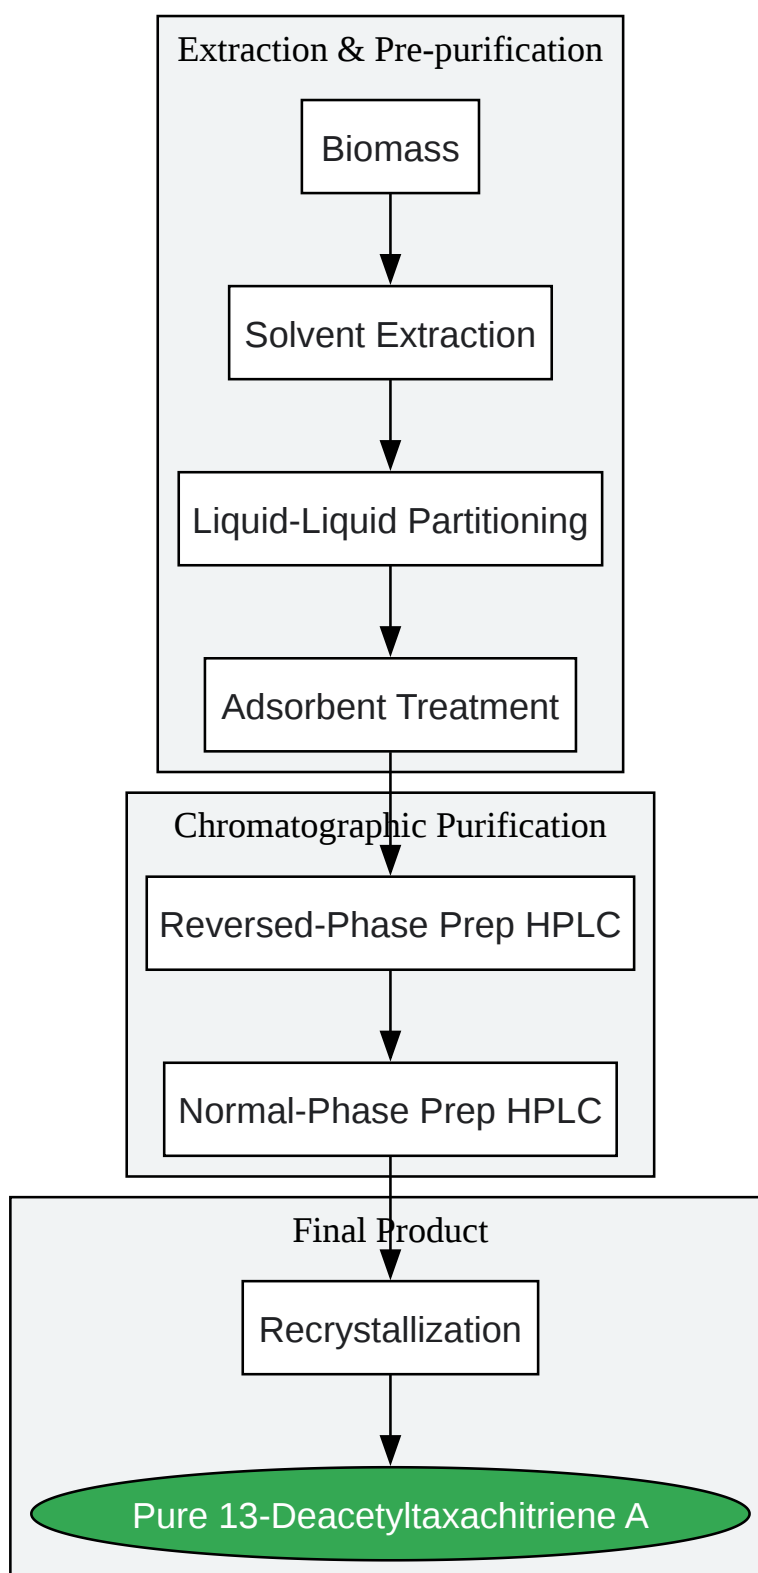 Extraction & Pre-purification
Biomass
Solvent Extraction
Liquid-Liquid Partitioning
Adsorbent Treatment
Chromatographic Purification
Reversed-Phase Prep HPLC
Normal-Phase Prep HPLC
Final Product
Recrystallization
Pure 13-Deacetyltaxachitriene A